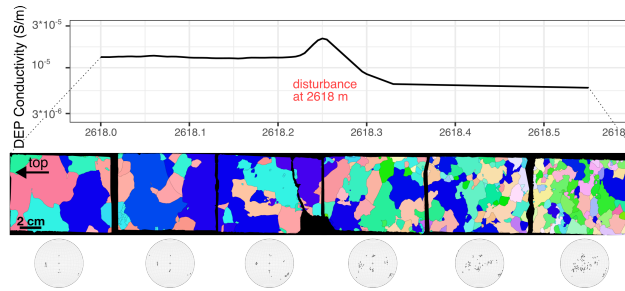 DEP Conductivity (S/m)
3*10⁻⁵
10⁻⁵
3*10⁻⁶
disturbance
at 2618 m
2618.0 2618.1 2618.2 2618.3 2618.4 2618.5 2618
top
2 cm